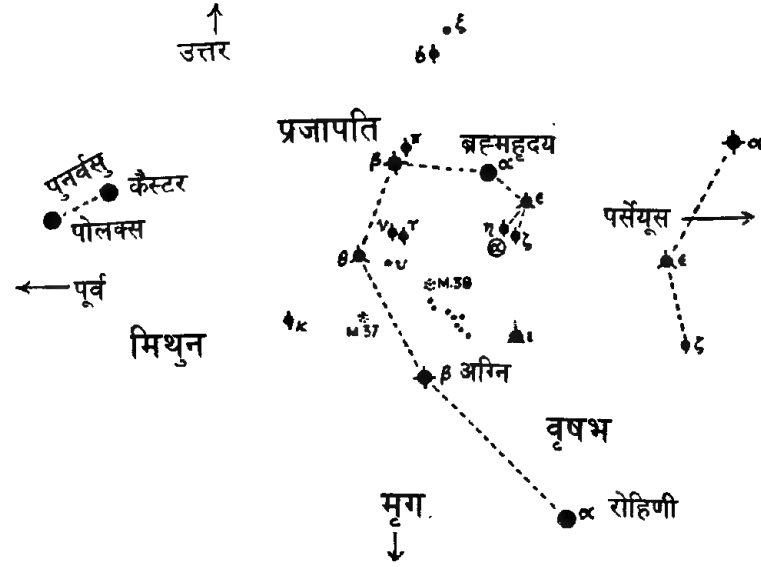 ξ
δ
उत्तर
प्रजापति
π
ब्रह्महृदय
β
α
α
पुनर्वसु
कैस्टर
ε
पोलक्स
ν
τ
η
ζ
α
पर्सेयूस
θ
υ
ε
पूर्व
M.38
κ
M 37
ι
ζ
मिथुन
β अग्नि
वृषभ
मृग
α रोहिणी